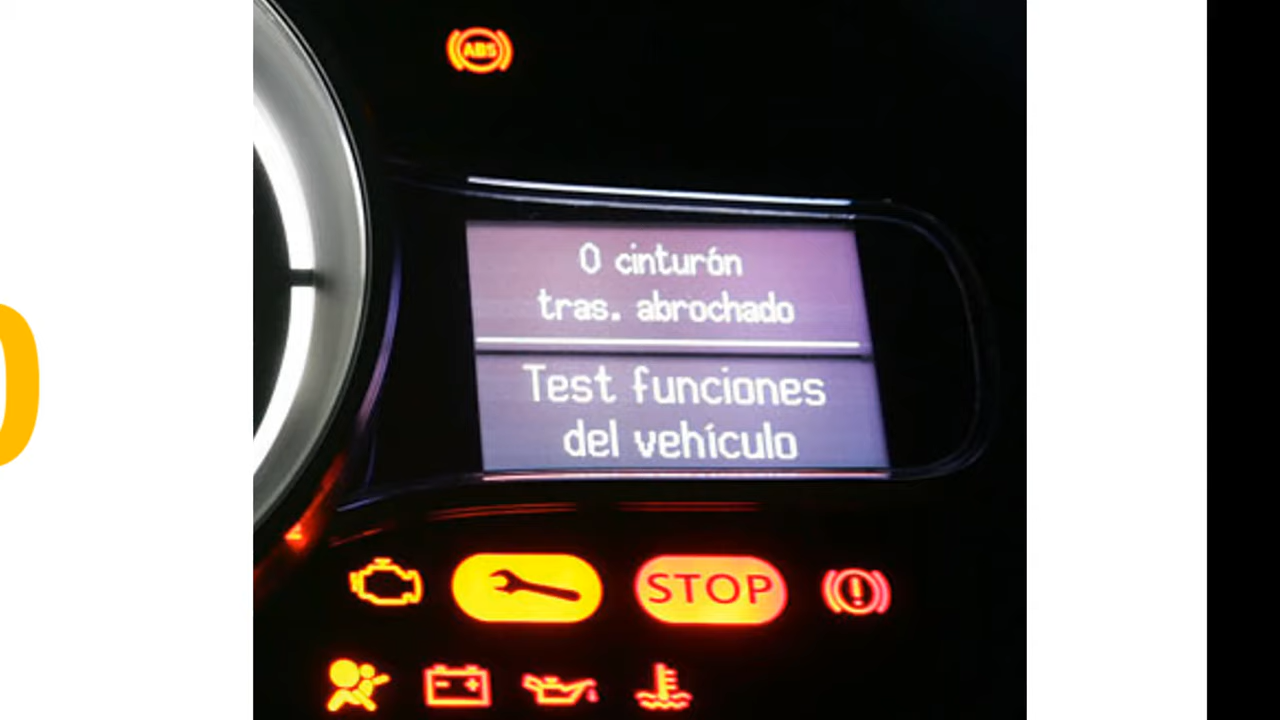 ABS
0 cinturón
tras. abrochado
Test funciones
del vehículo
STOP